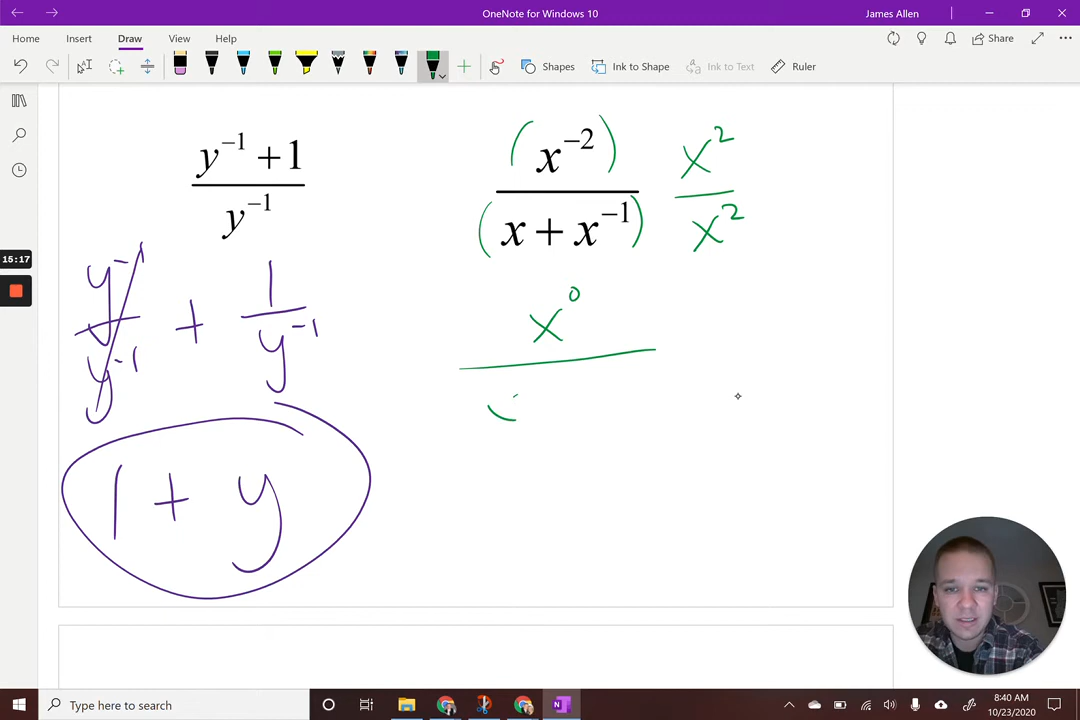 OneNote for Windows 10
James Allen
Home Insert Draw View Help
Share
Shapes
Ink to Shape
Ink to Text
Ruler
y⁻¹ + 1
y⁻¹
(x⁻²)
(x + x⁻¹)
x²
x²
15:17
y⁻¹
y⁻¹
+
1
y⁻¹
1 + y
x⁰
Type here to search
8:40 AM
10/23/2020